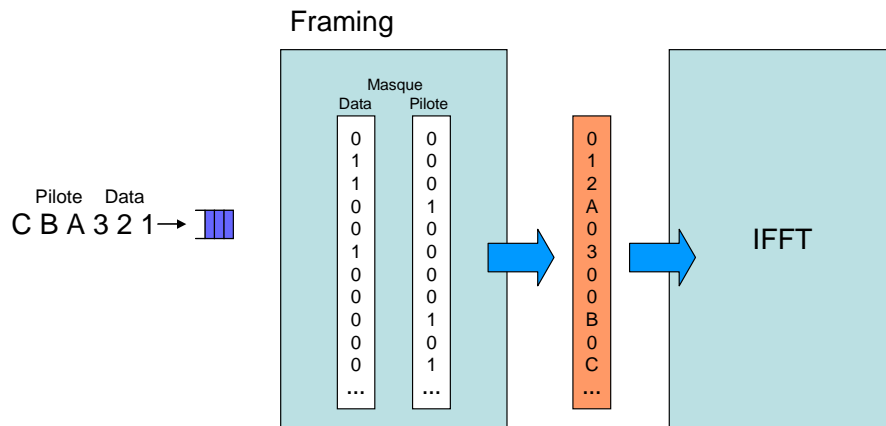 Framing
Masque
Data Pilote
0 0 0
1 0 1
1 0 2
0 1 A
0 0 0
1 0 3
0 0 0
0 0 0
0 1 B
0 0 0
0 1 C
... ... ...
Pilote Data
C B A 3 2 1
IFFT